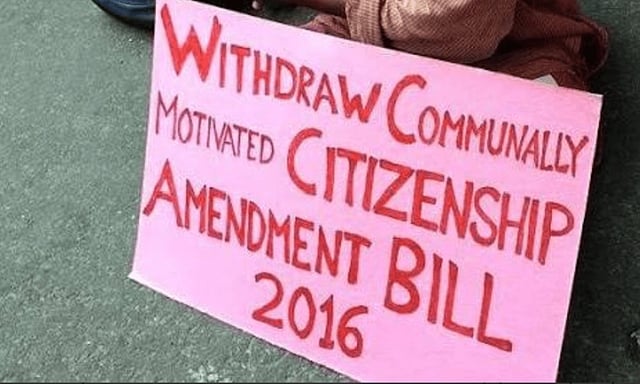 WITHDRAW COMMUNALLY
MOTIVATED CITIZENSHIP
AMENDMENT BILL
2016